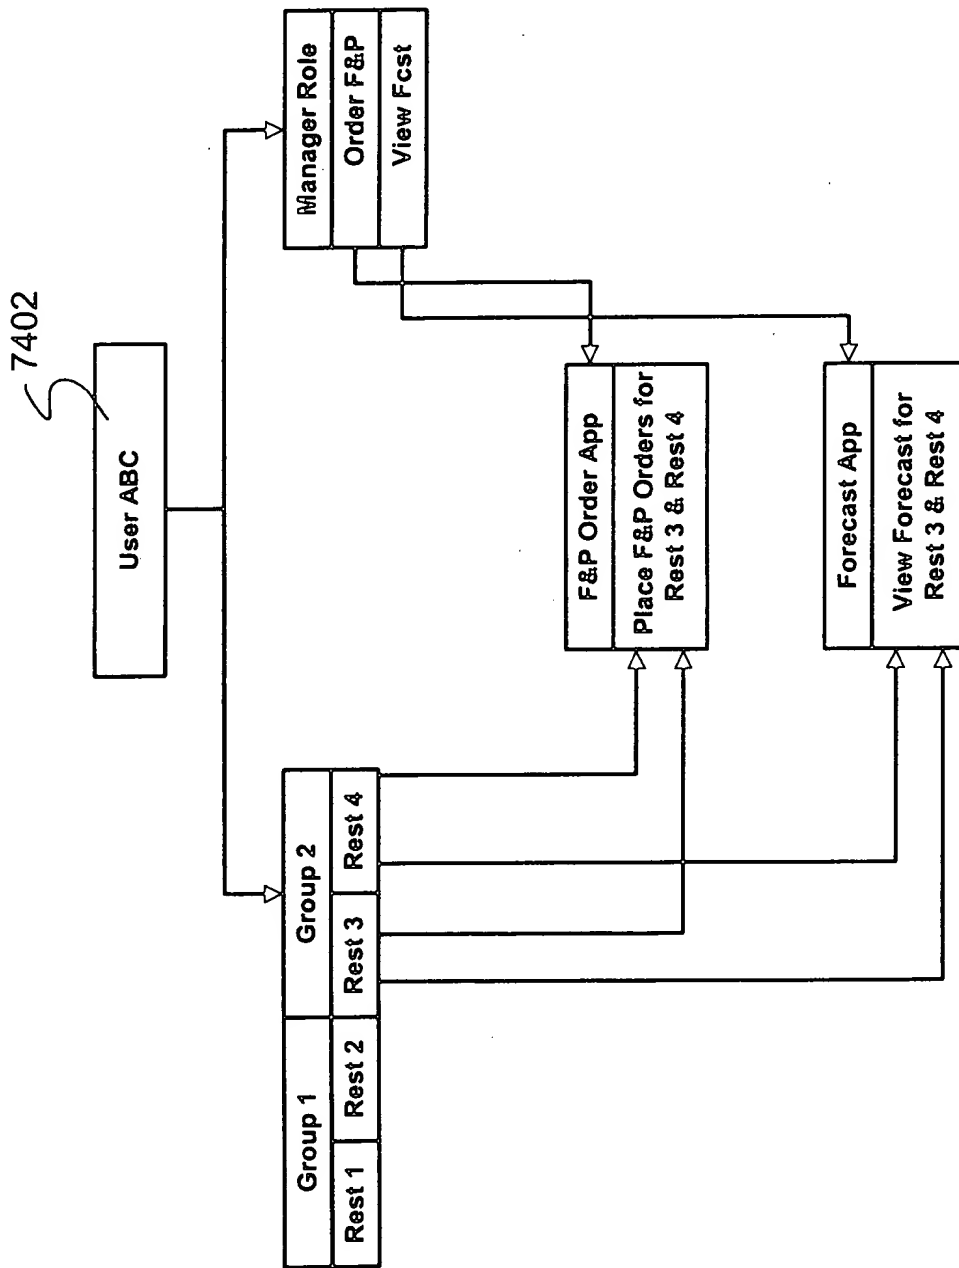 7402
User ABC
Group 1
Group 2
Rest 1
Rest 2
Rest 3
Rest 4
Manager Role
Order F&P
View Fcst
F&P Order App
Place F&P Orders for
Rest 3 & Rest 4
Forecast App
View Forecast for
Rest 3 & Rest 4